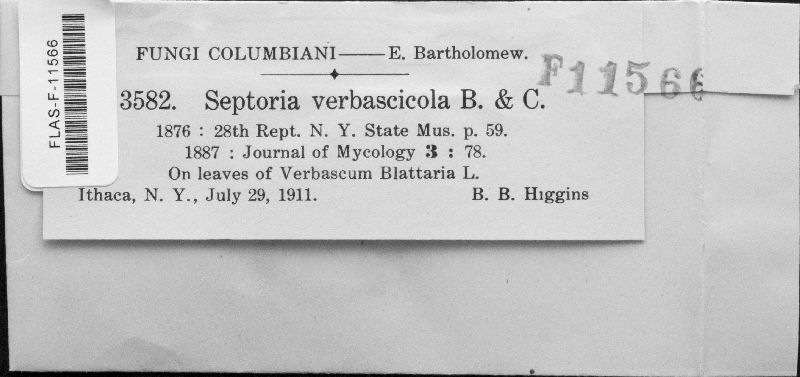 FLAS-F-11566
FUNGI COLUMBIANI—E. Bartholomew.
F11566
3582. Septoria verbascicola B. & C.
1876 : 28th Rept. N. Y. State Mus. p. 59.
1887 : Journal of Mycology 3 : 78.
On leaves of Verbascum Blattaria L.
Ithaca, N. Y., July 29, 1911. B. B. Higgins